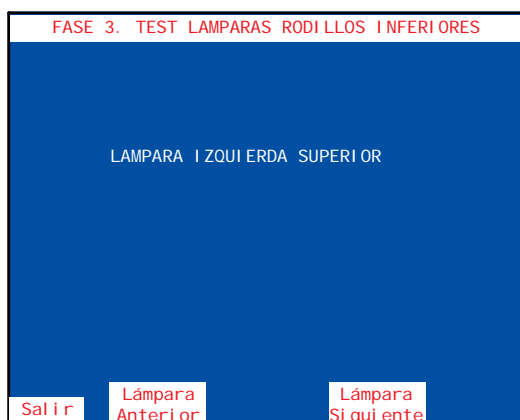 FASE 3. TEST LAMPARAS RODILLOS INFERIORES
LAMPARA IZQUIERDA SUPERIOR
Salir
Lámpara
Anterior
Lámpara
Siguiente